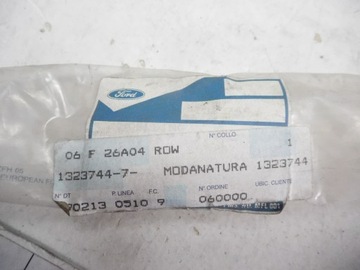 Ford
N° COLLO
06 F 26A04 ROW 1
1323744-7- MODANATURA 1323744
N° DT P. LINEA F.C. N° ORDINE UBIC. CLIENTE
70213 0510 9 060000
EUROPEAN